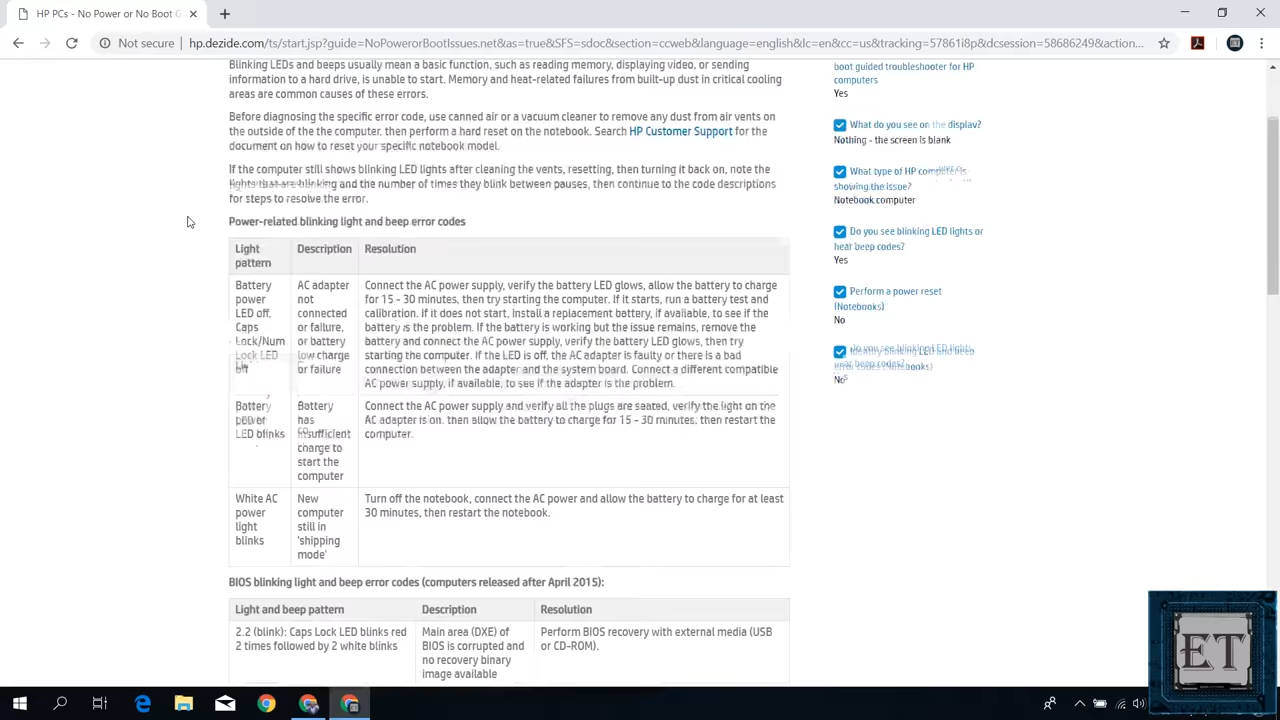 HP PCs - No Power or No Boot G
Not secure | hp.dezide.com/ts/start.jsp?guide=NoPowerorBootIssues.net&as=true&SFS=sdoc&section=ccweb&language=english&lc=en&cc=us&tracking=57861i8p&dcsession=58686249&action...
Blinking LEDs and beeps usually mean a basic function, such as reading memory, displaying video, or sending
information to a hard drive, is unable to start. Memory and heat-related failures from built-up dust in critical cooling
areas are common causes of these errors.
Before diagnosing the specific error code, use canned air or a vacuum cleaner to remove any dust from air vents on
the outside of the the computer, then perform a hard reset on the notebook. Search HP Customer Support for the
document on how to reset your specific notebook model.
If the computer still shows blinking LED lights after cleaning the vents, resetting, then turning it back on, note the
lights that are blinking and the number of times they blink between pauses, then continue to the code descriptions
for steps to resolve the error.
Power-related blinking light and beep error codes
Light
pattern
Description
Resolution
Battery
power
LED off,
Caps
Lock/Num
Lock LED
off
AC adapter
not
connected
or failure,
or battery
low charge
or failure
Connect the AC power supply, verify the battery LED glows, allow the battery to charge
for 15 - 30 minutes, then try starting the computer. If it starts, run a battery test and
calibration. If it does not start, install a replacement battery, if available, to see if the
battery is the problem. If the battery is working but the issue remains, remove the
battery and connect the AC power supply, verify the battery LED glows, then try
starting the computer. If the LED is off, the AC adapter is faulty or there is a bad
connection between the adapter and the system board. Connect a different compatible
AC power supply, if available, to see if the adapter is the problem.
Battery
power
LED blinks
Battery
has
insufficient
charge to
start the
computer
Connect the AC power supply and verify all the plugs are seated, verify the light on the
AC adapter is on, then allow the battery to charge for 15 - 30 minutes, then restart the
computer.
White AC
power
light
blinks
New
computer
still in
'shipping
mode'
Turn off the notebook, connect the AC power and allow the battery to charge for at least
30 minutes, then restart the notebook.
BIOS blinking light and beep error codes (computers released after April 2015):
Light and beep pattern
Description
Resolution
2.2 (blink): Caps Lock LED blinks red
2 times followed by 2 white blinks
Main area (DXE) of
BIOS is corrupted and
no recovery binary
image available
Perform BIOS recovery with external media (USB
or CD-ROM).
boot guided troubleshooter for HP
computers
Yes
What do you see on the display?
Nothing - the screen is blank
What type of HP computer is
showing the issue?
Notebook computer
Do you see blinking LED lights or
hear beep codes?
Yes
Perform a power reset
(Notebooks)
No
Identify blinking LED and beep
error codes (Notebooks)
No
ET